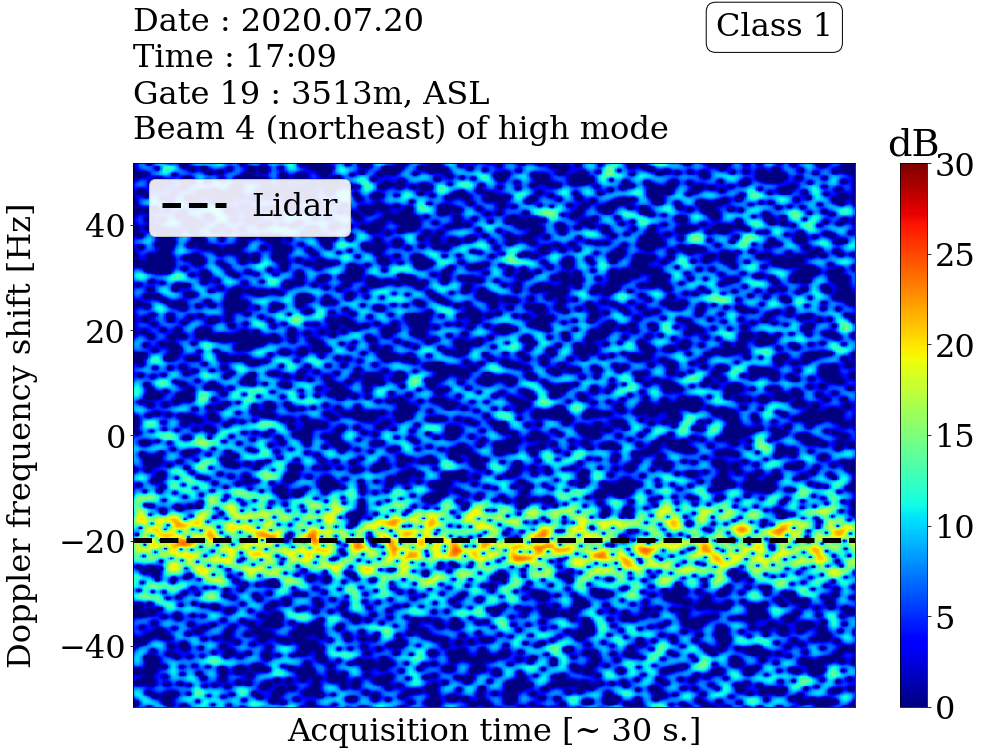 Date : 2020.07.20
Time : 17:09
Gate 19 : 3513m, ASL
Beam 4 (northeast) of high mode
Class 1
dB
Lidar
Doppler frequency shift [Hz]
40
20
0
−20
−40
30
25
20
15
10
5
0
Acquisition time [~ 30 s.]